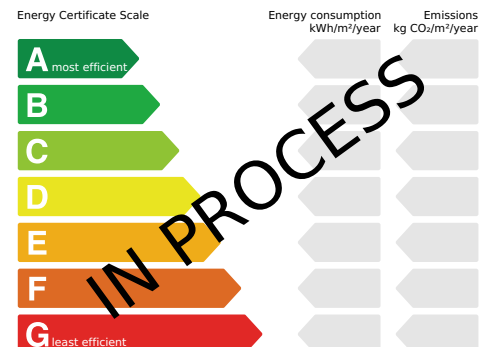 Energy Certificate Scale
Energy consumption
kWh/m²/year
Emissions
kg CO₂/m²/year
A most efficient
B
C
D
E
F
G least efficient
IN PROCESS